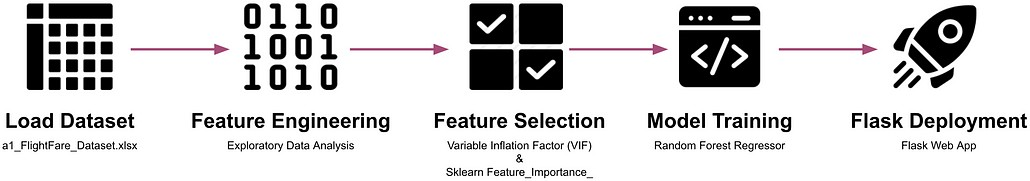 0110
1001
1010
</>
Load Dataset
a1_FlightFare_Dataset.xlsx
Feature Engineering
Exploratory Data Analysis
Feature Selection
Variable Inflation Factor (VIF)
&
Sklearn Feature_Importance_
Model Training
Random Forest Regressor
Flask Deployment
Flask Web App